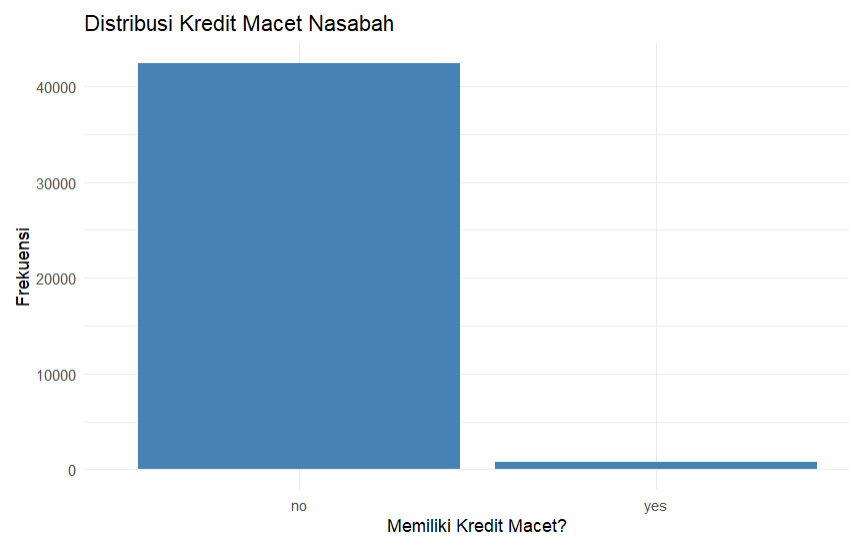 Distribusi Kredit Macet Nasabah
40000
30000
20000
10000
0
Frekuensi
no
yes
Memiliki Kredit Macet?